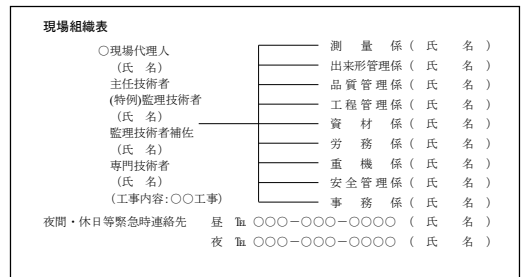 現場組織表
○現場代理人
(氏 名)
主任技術者
(特例)監理技術者
(氏 名)
監理技術者補佐
(氏 名)
専門技術者
(氏 名)
(工事内容:○○工事)
測 量 係 ( 氏 名 )
出来形管理係 ( 氏 名 )
品質管理係 ( 氏 名 )
工程管理係 ( 氏 名 )
資 材 係 ( 氏 名 )
労 務 係 ( 氏 名 )
重 機 係 ( 氏 名 )
安全管理係 ( 氏 名 )
事 務 係 ( 氏 名 )
夜間・休日等緊急時連絡先 昼 ℡ ○○○-○○○-○○○○ ( 氏 名 )
夜 ℡ ○○○-○○○-○○○○ ( 氏 名 )